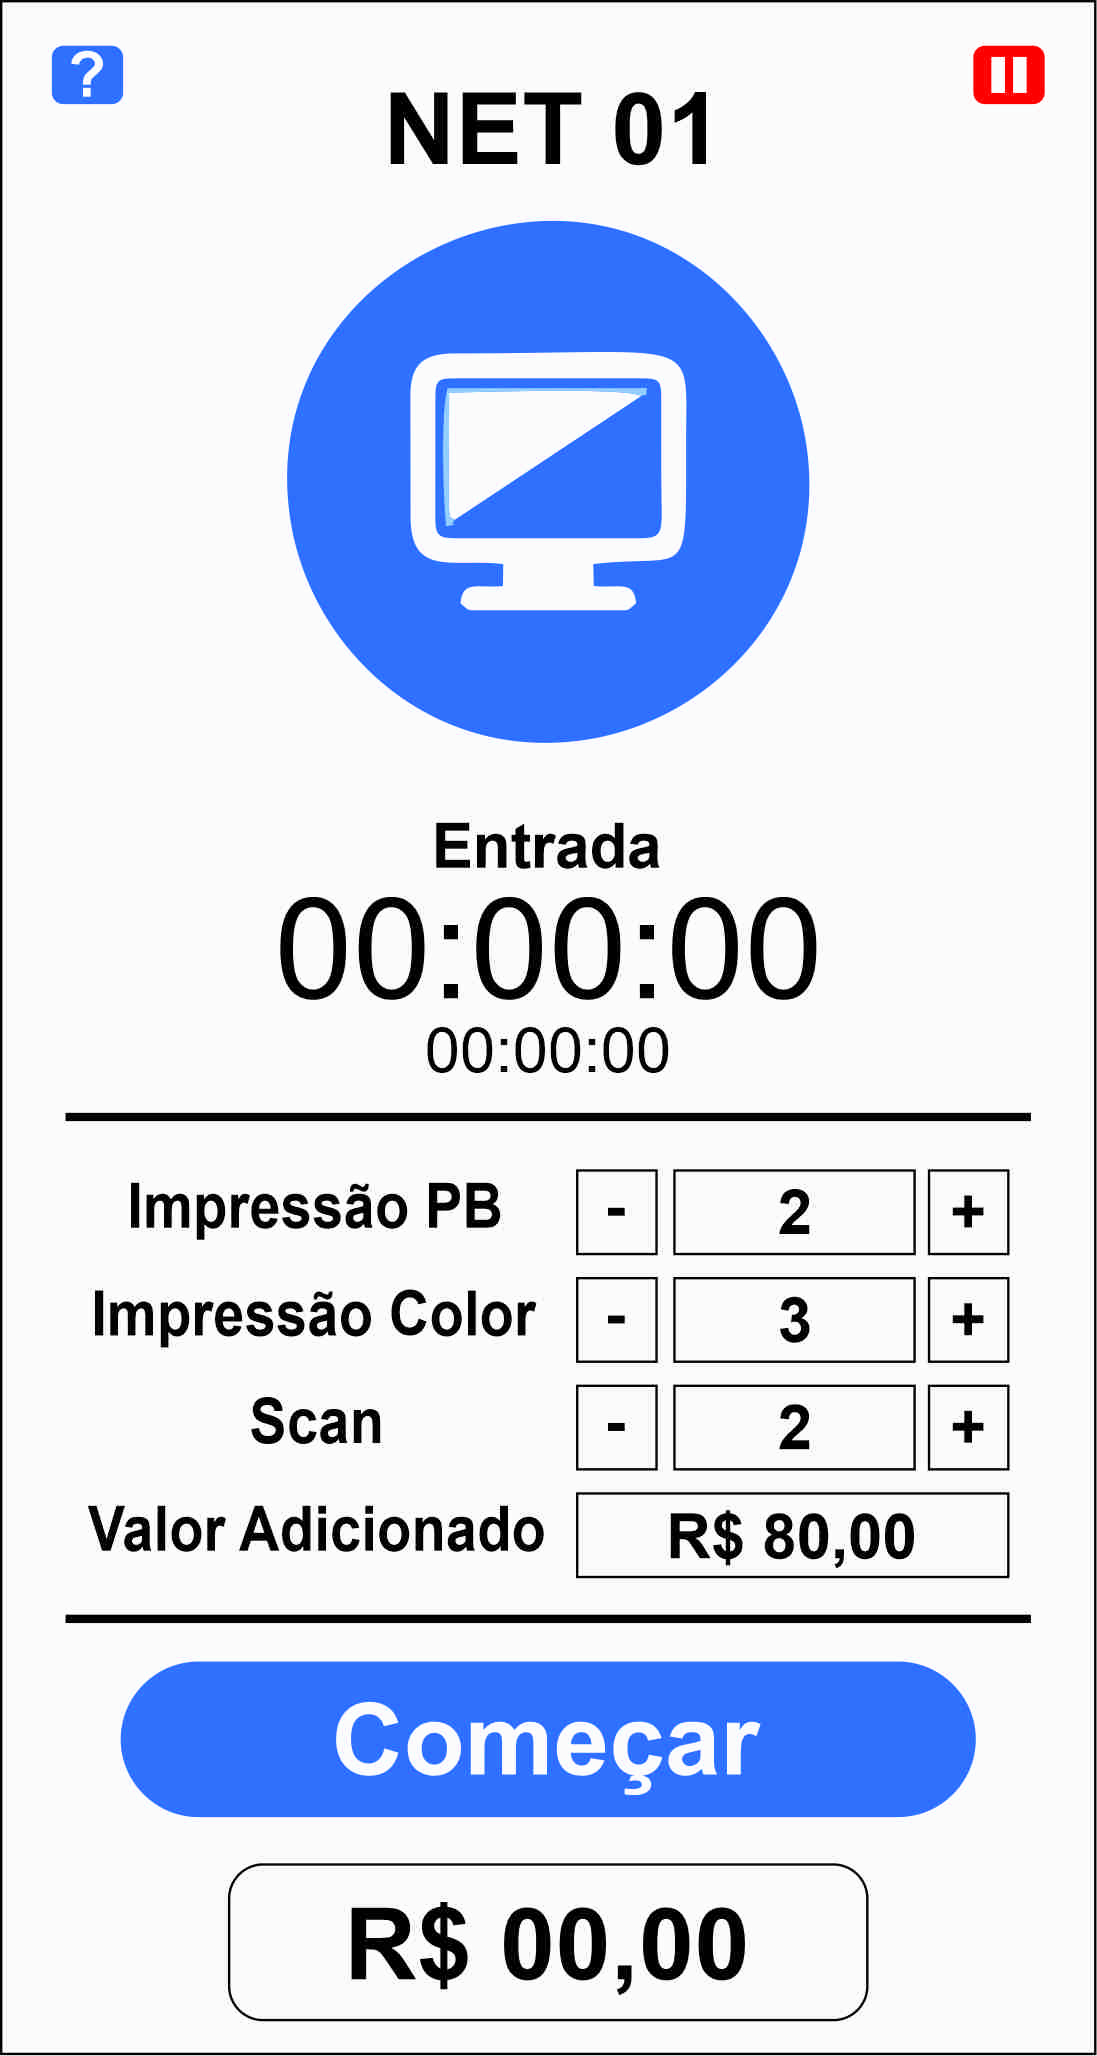 ?
NET 01
Entrada
00:00:00
00:00:00
Impressão PB - 2 +
Impressão Color - 3 +
Scan - 2 +
Valor Adicionado R$ 80,00
Começar
R$ 00,00